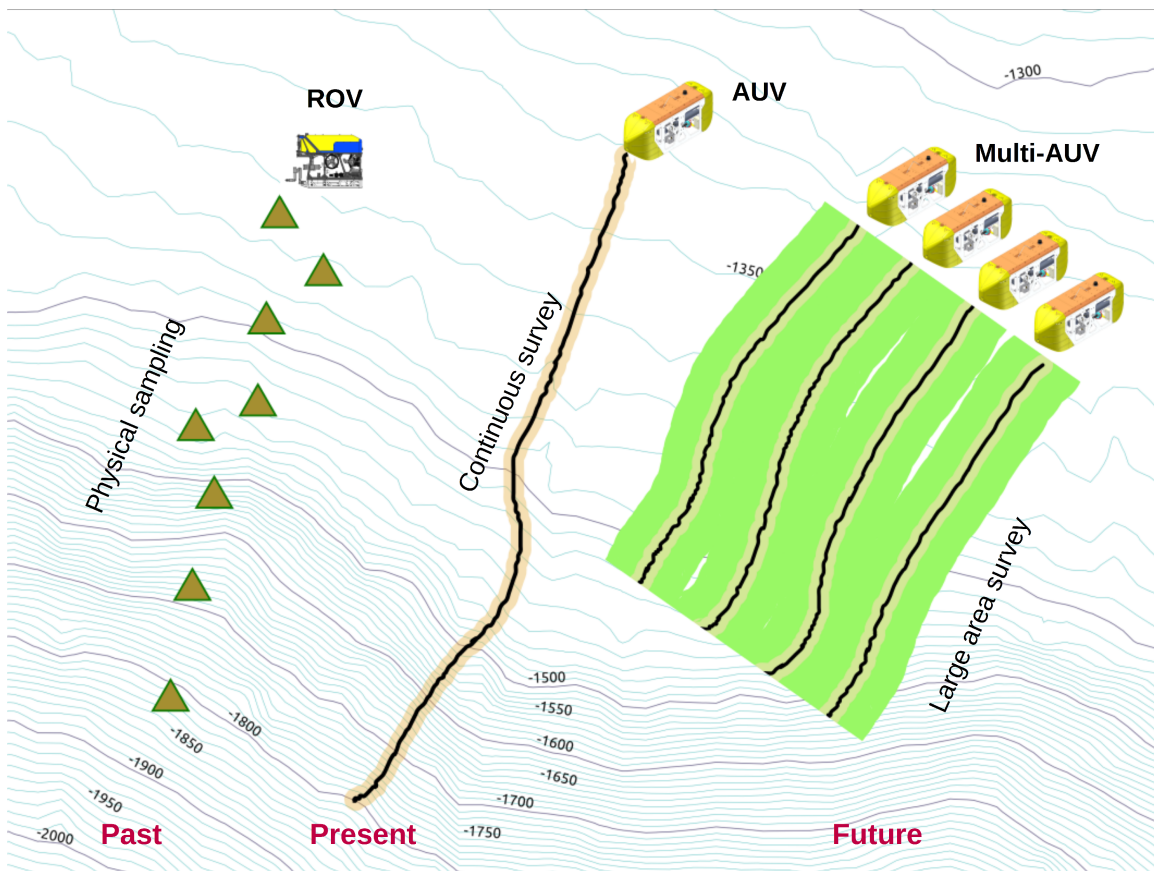 -1300
ROV
AUV
Multi-AUV
-1350
Physical sampling
Continuous survey
Large area survey
-1500
-1550
-1600
-1650
-1700
-1750
-1800
-1850
-1900
-1950
-2000
Past
Present
Future